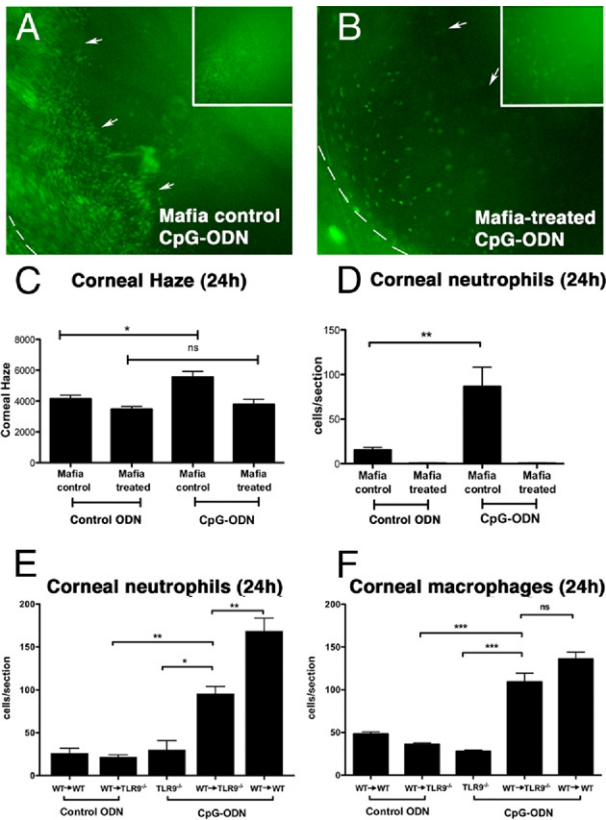 A
Mafia control
CpG-ODN
B
Mafia-treated
CpG-ODN
C Corneal Haze (24h)
Corneal Haze
8000
6000
4000
2000
0
*
ns
Mafia control
Mafia treated
Mafia control
Mafia treated
Control ODN
CpG-ODN
D Corneal neutrophils (24h)
cells/section
150
100
50
0
**
Mafia control
Mafia treated
Mafia control
Mafia treated
Control ODN
CpG-ODN
E
Corneal neutrophils (24h)
cells/section
200
150
100
50
0
**
**
*
WT→WT
WT→TLR9-/-
TLR9-/-
WT→TLR9-/-
WT→WT
Control ODN
CpG-ODN
F
Corneal macrophages (24h)
cells/section
200
150
100
50
0
ns
***
***
WT→WT
WT→TLR9-/-
TLR9-/-
WT→TLR9-/-
WT→WT
Control ODN
CpG-ODN